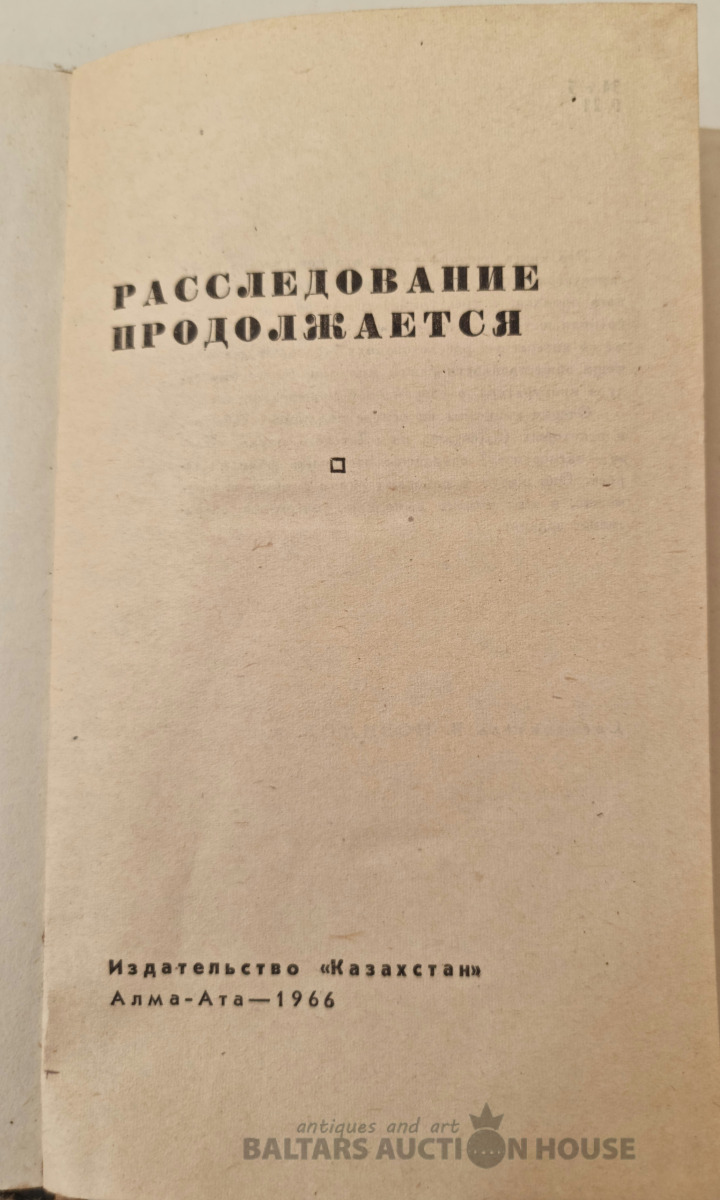 РАССЛЕДОВАНИЕ
ПРОДОЛЖАЕТСЯ
Издательство «Казахстан»
Алма-Ата—1966
antiques and art
BALTARS AUCTION HOUSE